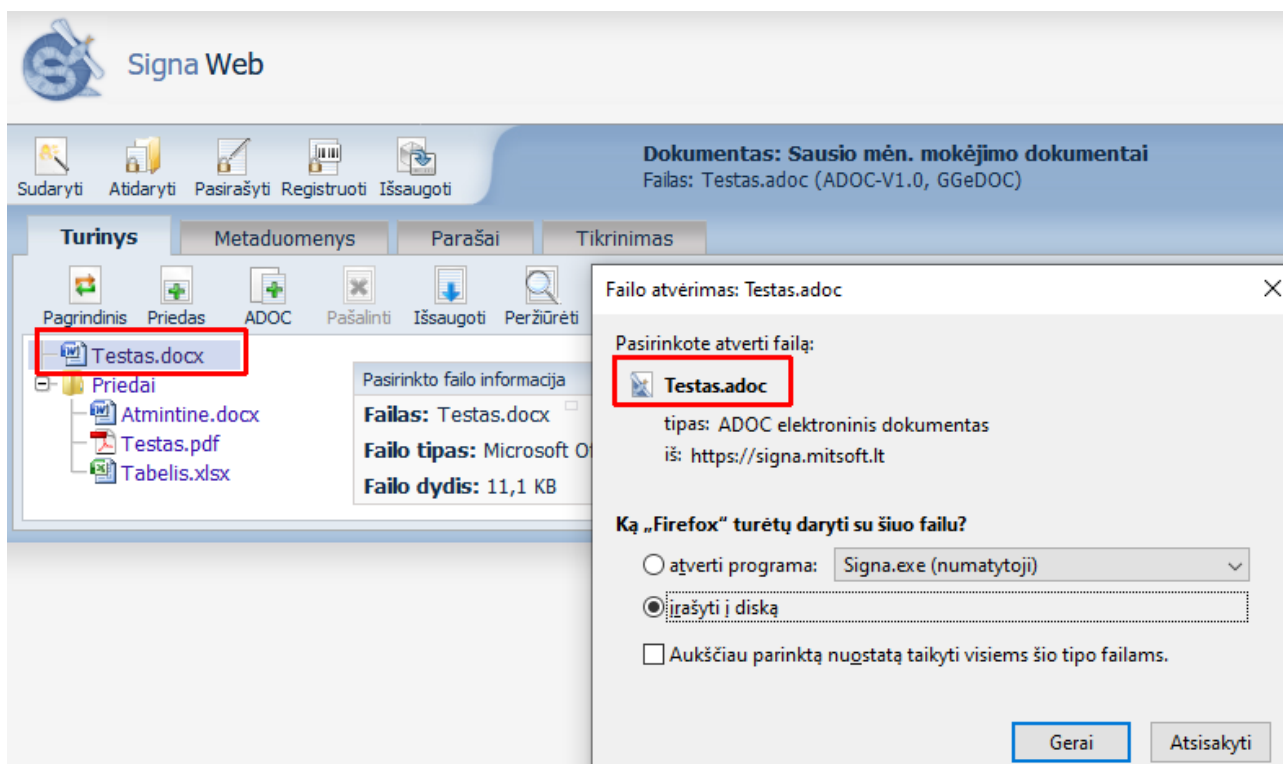 Signa Web
Sudaryti Atidaryti Pasirašyti Registruoti Išsaugoti
Dokumentas: Sausio mėn. mokėjimo dokumentai
Failas: Testas.adoc (ADOC-V1.0, GGeDOC)
Turinys Metaduomenys Parašai Tikrinimas
Pagrindinis Priedas ADOC Pašalinti Išsaugoti Peržiūrėti
Testas.docx
Priedai
Atmintine.docx
Testas.pdf
Tabelis.xlsx
Pasirinkto failo informacija
Failas: Testas.docx
Failo tipas: Microsoft Of
Failo dydis: 11,1 KB
Failo atvėrimas: Testas.adoc
Pasirinkote atverti failą:
Testas.adoc
tipas: ADOC elektroninis dokumentas
iš: https://signa.mitsoft.lt
Ką „Firefox“ turėtų daryti su šiuo failu?
atverti programa: Signa.exe (numatytoji)
įrašyti į diską
Aukščiau parinktą nuostatą taikyti visiems šio tipo failams.
Gerai Atsisakyti